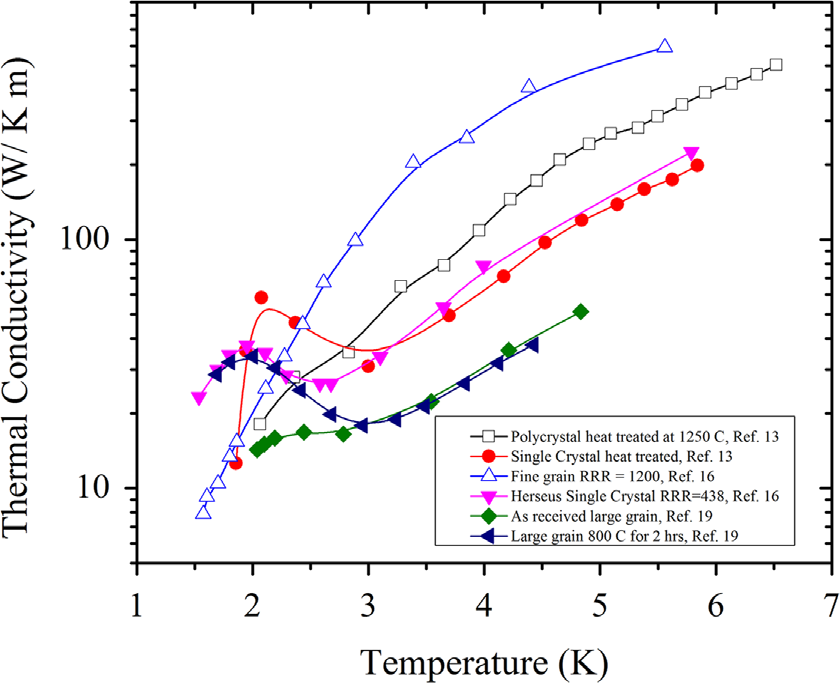 Thermal Conductivity (W/ K m)
100
10
Polycrystal heat treated at 1250 C, Ref. 13
Single Crystal heat treated, Ref. 13
Fine grain RRR = 1200, Ref. 16
Herseus Single Crystal RRR=438, Ref. 16
As received large grain, Ref. 19
Large grain 800 C for 2 hrs, Ref. 19
1 2 3 4 5 6 7
Temperature (K)